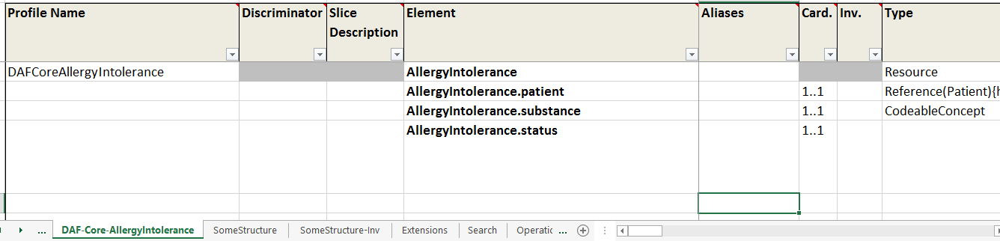 Profile Name Discriminator Slice Description Element Aliases Card. Inv. Type
DAFCoreAllergyIntolerance AllergyIntolerance Resource
AllergyIntolerance.patient 1..1 Reference(Patient){h
AllergyIntolerance.substance 1..1 CodeableConcept
AllergyIntolerance.status 1..1
... DAF-Core-AllergyIntolerance SomeStructure SomeStructure-Inv Extensions Search Operatic ...